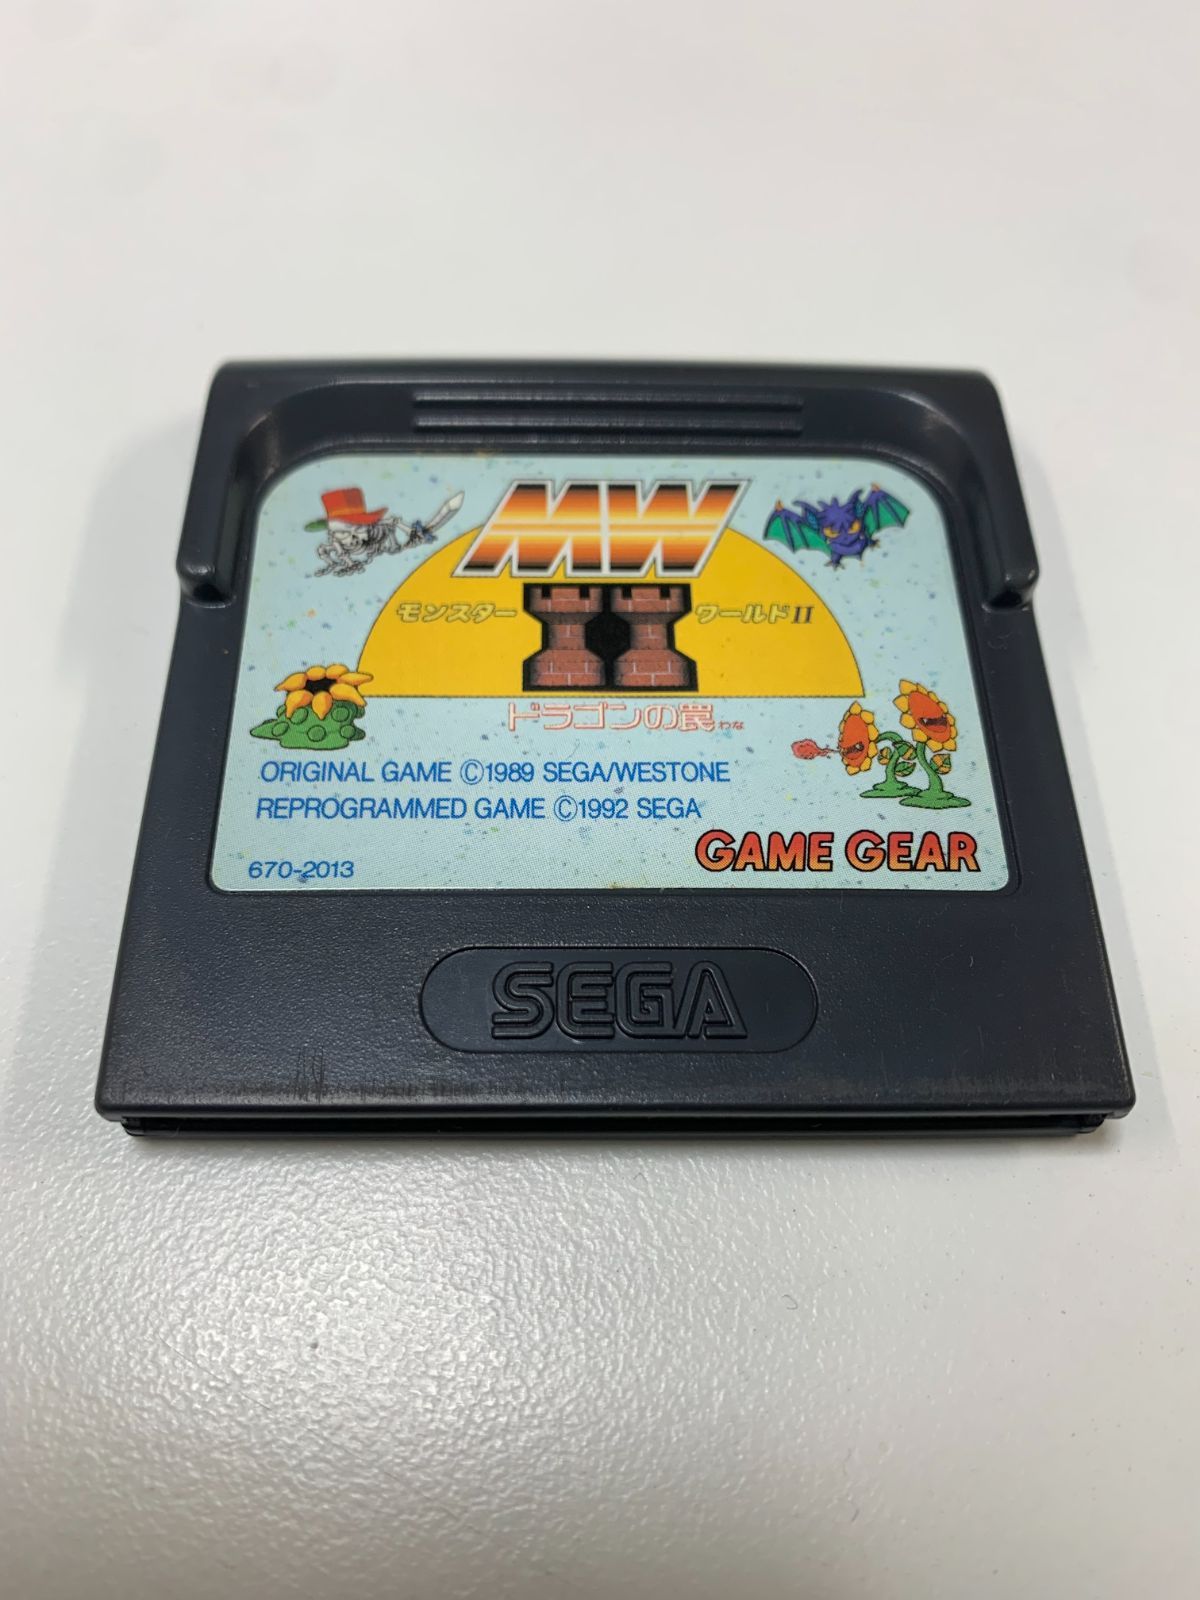 MW
モンスター ワールドII
II
ドラゴンの罠わな
ORIGINAL GAME ©1989 SEGA/WESTONE
REPROGRAMMED GAME ©1992 SEGA
670-2013
GAME GEAR
SEGA